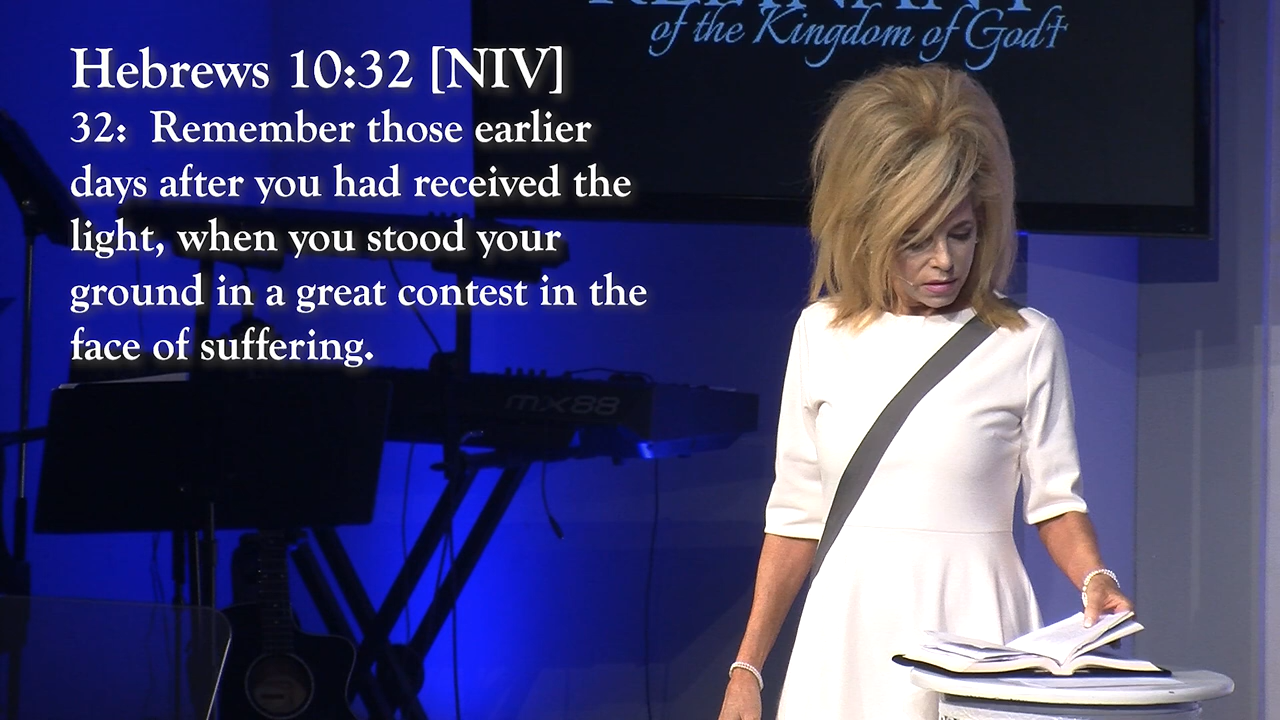 of the Kingdom of God
Hebrews 10:32 [NIV]
32: Remember those earlier
days after you had received the
light, when you stood your
ground in a great contest in the
face of suffering.
mx88